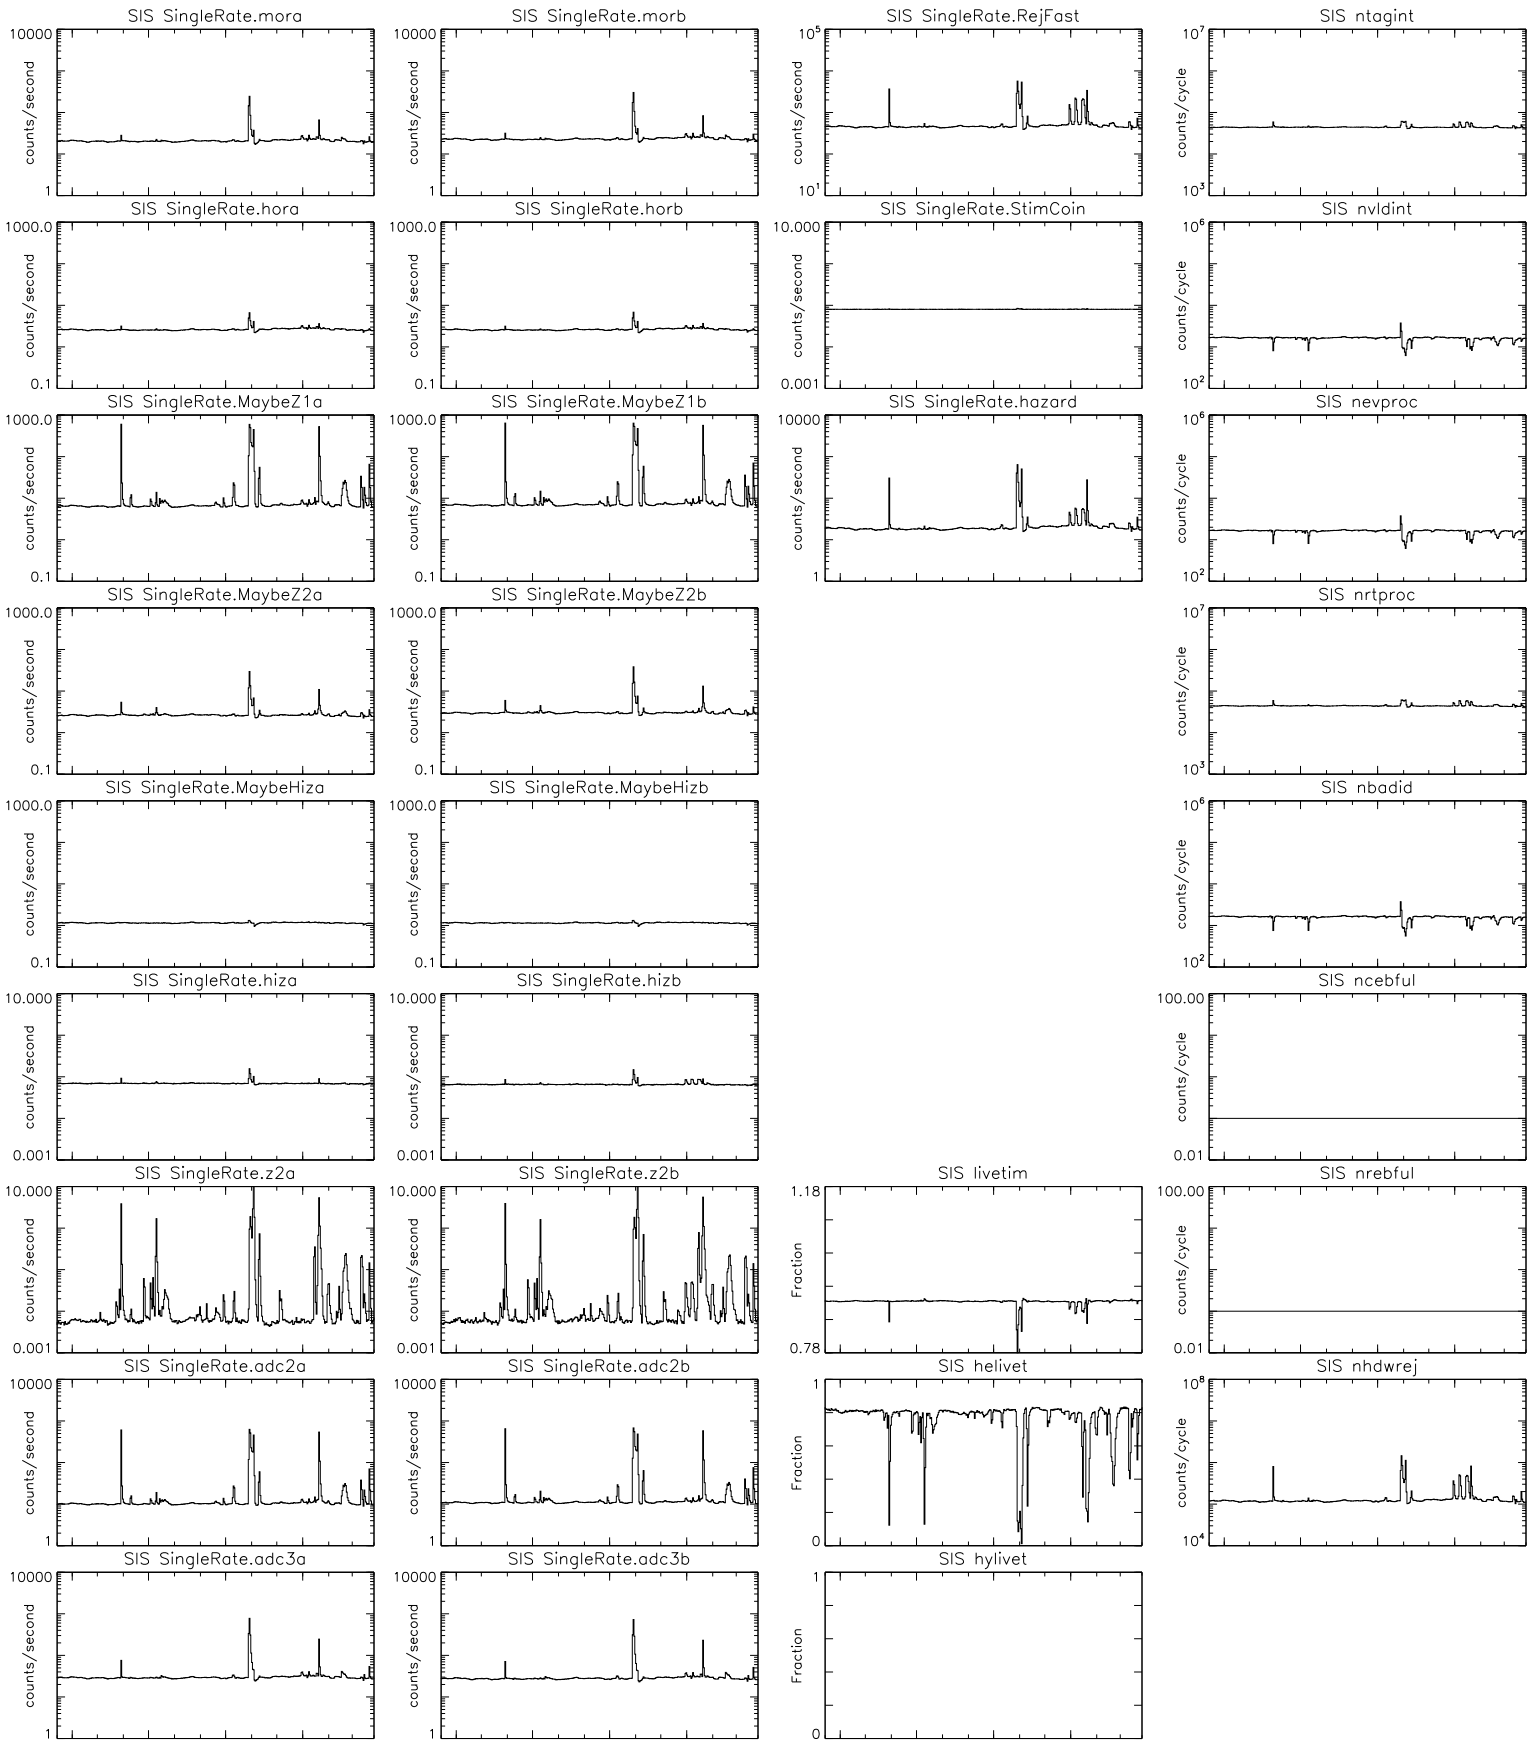 SIS SingleRate.mora
10000
counts/second
1
SIS SingleRate.morb
10000
counts/second
1
SIS SingleRate.RejFast
10^5
counts/second
10^1
SIS ntagint
10^7
counts/cycle
10^3
SIS SingleRate.hora
1000.0
counts/second
0.1
SIS SingleRate.horb
1000.0
counts/second
0.1
SIS SingleRate.StimCoin
10.000
counts/second
0.001
SIS nvldint
10^6
counts/cycle
10^2
SIS SingleRate.MaybeZ1a
1000.0
counts/second
0.1
SIS SingleRate.MaybeZ1b
1000.0
counts/second
0.1
SIS SingleRate.hazard
10000
counts/second
1
SIS nevproc
10^6
counts/cycle
10^2
SIS SingleRate.MaybeZ2a
1000.0
counts/second
0.1
SIS SingleRate.MaybeZ2b
1000.0
counts/second
0.1
SIS nrtproc
10^7
counts/cycle
10^3
SIS SingleRate.MaybeHiza
1000.0
counts/second
0.1
SIS SingleRate.MaybeHizb
1000.0
counts/second
0.1
SIS nbadid
10^6
counts/cycle
10^2
SIS SingleRate.hiza
10.000
counts/second
0.001
SIS SingleRate.hizb
10.000
counts/second
0.001
SIS ncebful
100.00
counts/cycle
0.01
SIS SingleRate.z2a
10.000
counts/second
0.001
SIS SingleRate.z2b
10.000
counts/second
0.001
SIS livetim
1.18
Fraction
0.78
SIS nrebful
100.00
counts/cycle
0.01
SIS SingleRate.adc2a
10000
counts/second
1
SIS SingleRate.adc2b
10000
counts/second
1
SIS helivet
1
Fraction
0
SIS nhdwrej
10^8
counts/cycle
10^4
SIS SingleRate.adc3a
10000
counts/second
1
SIS SingleRate.adc3b
10000
counts/second
1
SIS hylivet
1
Fraction
0